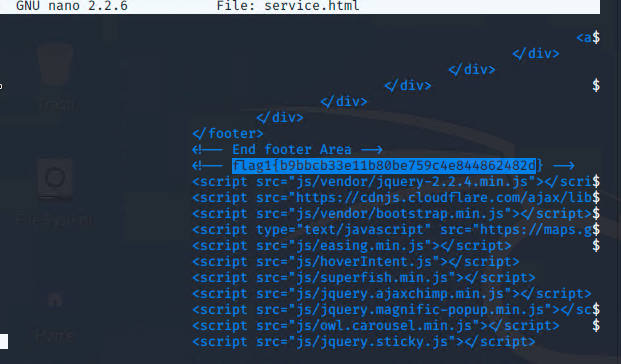 GNU nano 2.2.6 File: service.html
<a$
</div>
</div>
</div> $
</div>
</div>
</footer>
<!-- End footer Area -->
<!-- flag1{b9bbcb33e11b80be759c4e844862482d} -->
<script src="js/vendor/jquery-2.2.4.min.js"></scri$
<script src="https://cdnjs.cloudflare.com/ajax/lib$
<script src="js/vendor/bootstrap.min.js"></script>$
<script type="text/javascript" src="https://maps.g$
<script src="js/easing.min.js"></script> $
<script src="js/hoverIntent.js"></script>
<script src="js/superfish.min.js"></script>
<script src="js/jquery.ajaxchimp.min.js"></script>
<script src="js/jquery.magnific-popup.min.js"></sc$
<script src="js/owl.carousel.min.js"></script> $
<script src="js/jquery.sticky.js"></script>
Trash
File System
Home